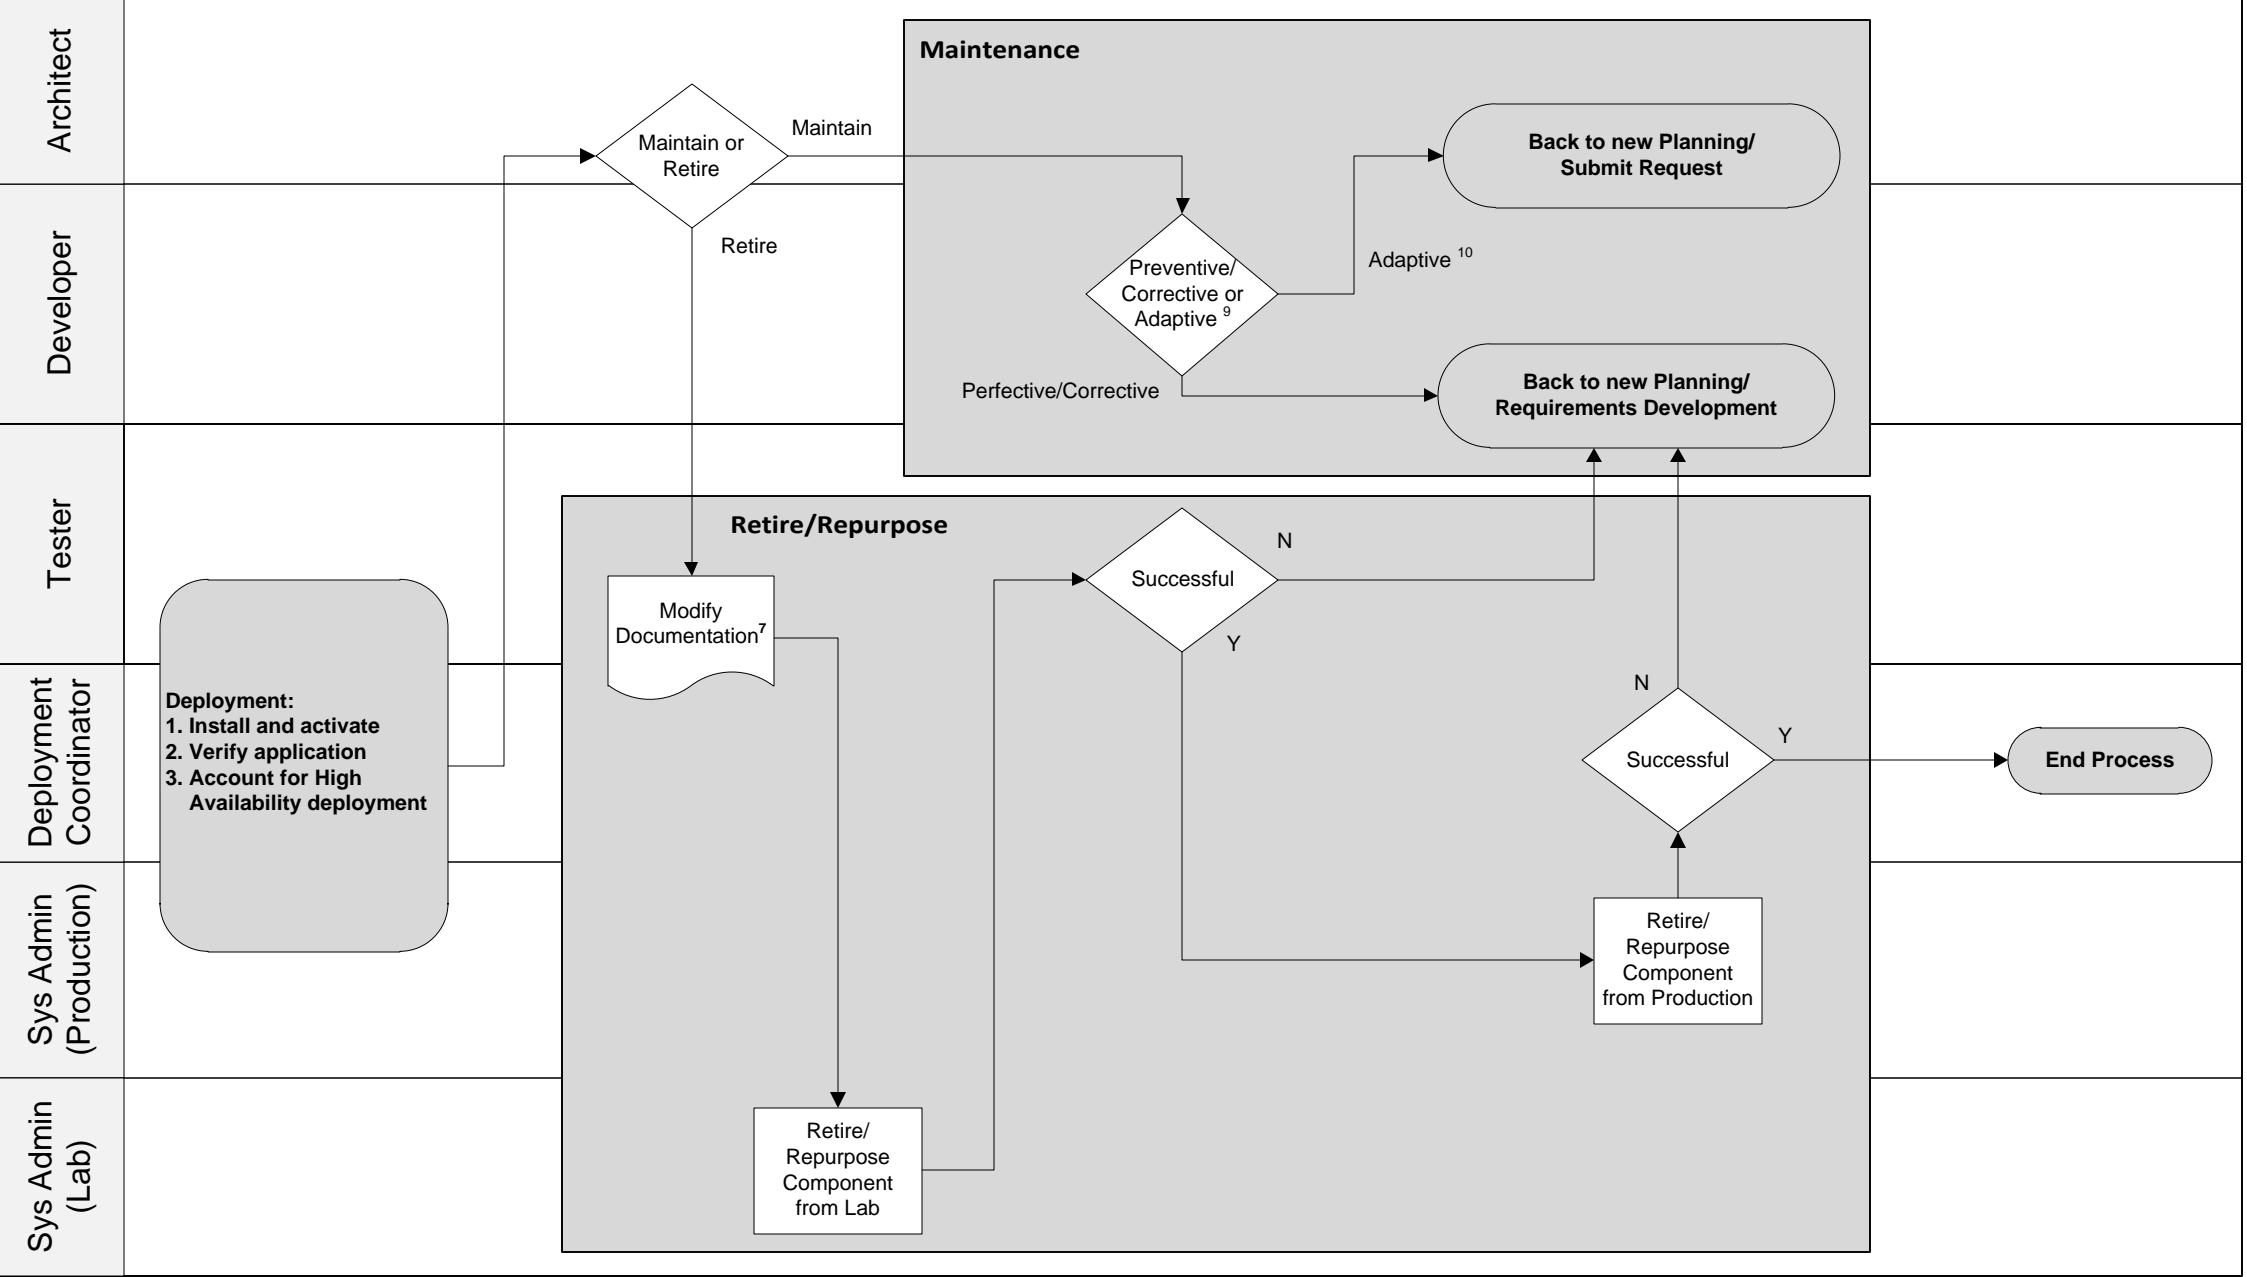 Architect
Developer
Tester
Deployment
Coordinator
Sys Admin
(Production)
Sys Admin
(Lab)
Maintenance
Maintain or
Retire
Maintain
Retire
Back to new Planning/
Submit Request
Preventive/
Corrective or
Adaptive 9
Adaptive 10
Perfective/Corrective
Back to new Planning/
Requirements Development
Retire/Repurpose
Modify
Documentation7
Successful
N
Y
Deployment:
1. Install and activate
2. Verify application
3. Account for High
Availability deployment
N
Successful
Y
End Process
Retire/
Repurpose
Component
from Production
Retire/
Repurpose
Component
from Lab